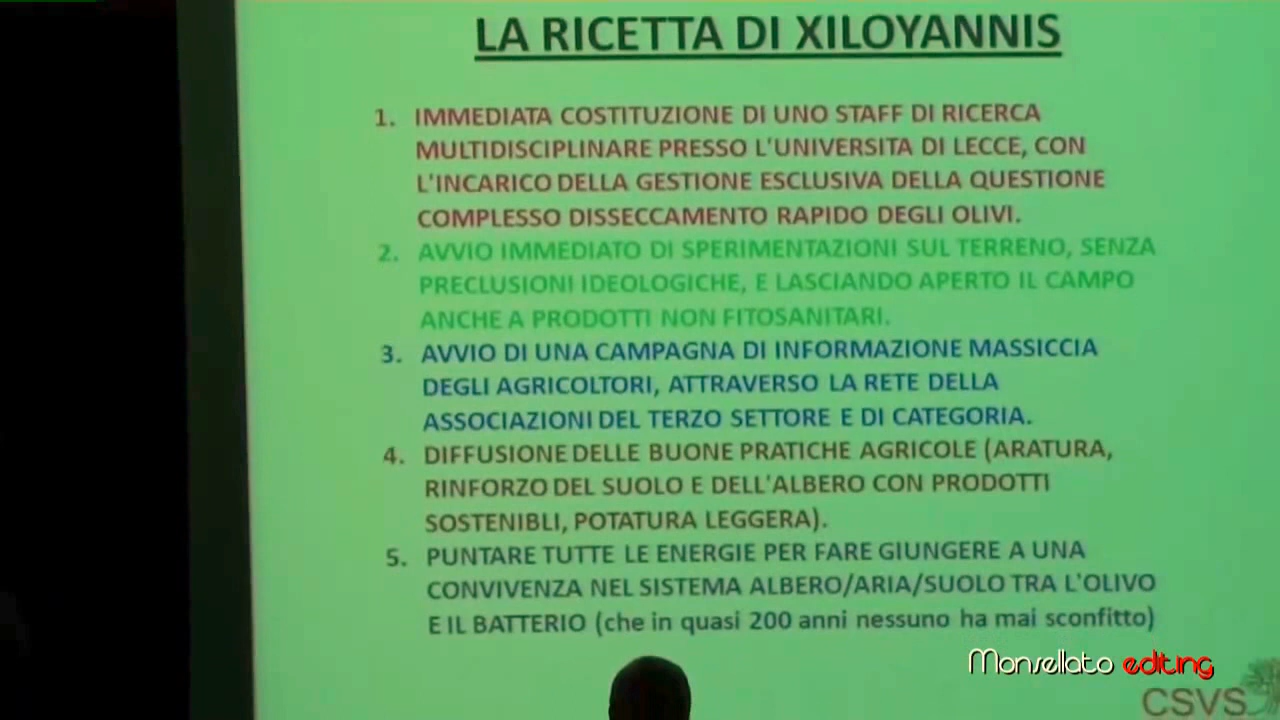 LA RICETTA DI XILOYANNIS
1. IMMEDIATA COSTITUZIONE DI UNO STAFF DI RICERCA
MULTIDISCIPLINARE PRESSO L'UNIVERSITA DI LECCE, CON
L'INCARICO DELLA GESTIONE ESCLUSIVA DELLA QUESTIONE
COMPLESSO DISSECCAMENTO RAPIDO DEGLI OLIVI.
2. AVVIO IMMEDIATO DI SPERIMENTAZIONI SUL TERRENO, SENZA
PRECLUSIONI IDEOLOGICHE, E LASCIANDO APERTO IL CAMPO
ANCHE A PRODOTTI NON FITOSANITARI.
3. AVVIO DI UNA CAMPAGNA DI INFORMAZIONE MASSICCIA
DEGLI AGRICOLTORI, ATTRAVERSO LA RETE DELLA
ASSOCIAZIONI DEL TERZO SETTORE E DI CATEGORIA.
4. DIFFUSIONE DELLE BUONE PRATICHE AGRICOLE (ARATURA,
RINFORZO DEL SUOLO E DELL'ALBERO CON PRODOTTI
SOSTENIBLI, POTATURA LEGGERA).
5. PUNTARE TUTTE LE ENERGIE PER FARE GIUNGERE A UNA
CONVIVENZA NEL SISTEMA ALBERO/ARIA/SUOLO TRA L'OLIVO
E IL BATTERIO (che in quasi 200 anni nessuno ha mai sconfitto)
Monsellato editing
CSVS